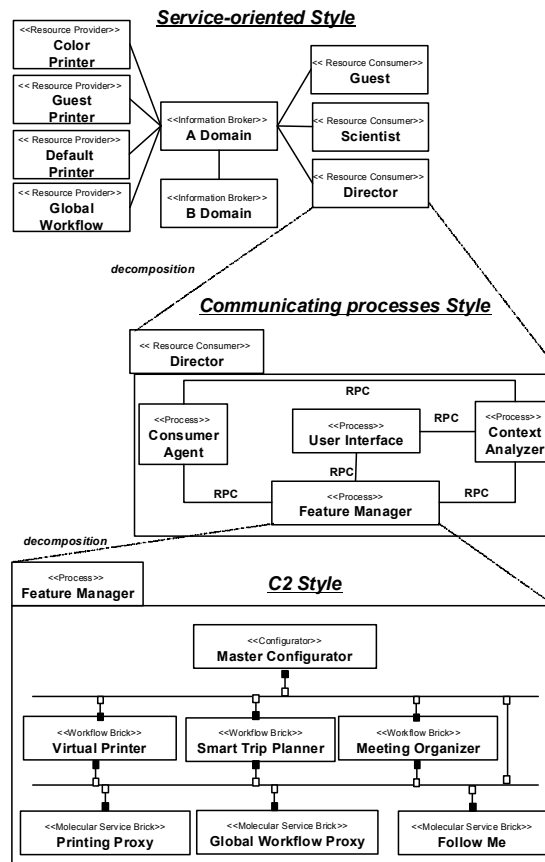 Service-oriented Style
<<Resource Provider>>
Color
Printer
<<Resource Provider>>
Guest
Printer
<<Resource Provider>>
Default
Printer
<<Resource Provider>>
Global
Workflow
<<Information Broker>>
A Domain
<<Information Broker>>
B Domain
<< Resource Consumer>>
Guest
<< Resource Consumer>>
Scientist
<< Resource Consumer>>
Director
decomposition
Communicating processes Style
<< Resource Consumer>>
Director
RPC
<<Process>>
Consumer
Agent
<<Process>>
User Interface
RPC
<<Process>>
Context
Analyzer
RPC
RPC
RPC
<<Process>>
Feature Manager
decomposition
<<Process>>
Feature Manager
C2 Style
<<Configurator>>
Master Configurator
<<Workflow Brick>>
Virtual Printer
<<Workflow Brick>>
Smart Trip Planner
<<Workflow Brick>>
Meeting Organizer
<<Molecular Service Brick>>
Printing Proxy
<<Molecular Service Brick>>
Global Workflow Proxy
<<Molecular Service Brick>>
Follow Me